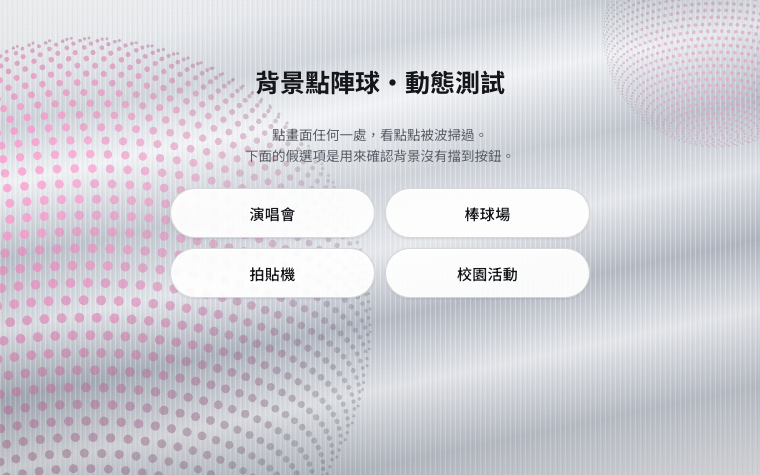 背景點陣球・動態測試
點畫面任何一處，看點點被波掃過。
下面的假選項是用來確認背景沒有擋到按鈕。
演唱會
棒球場
拍貼機
校園活動